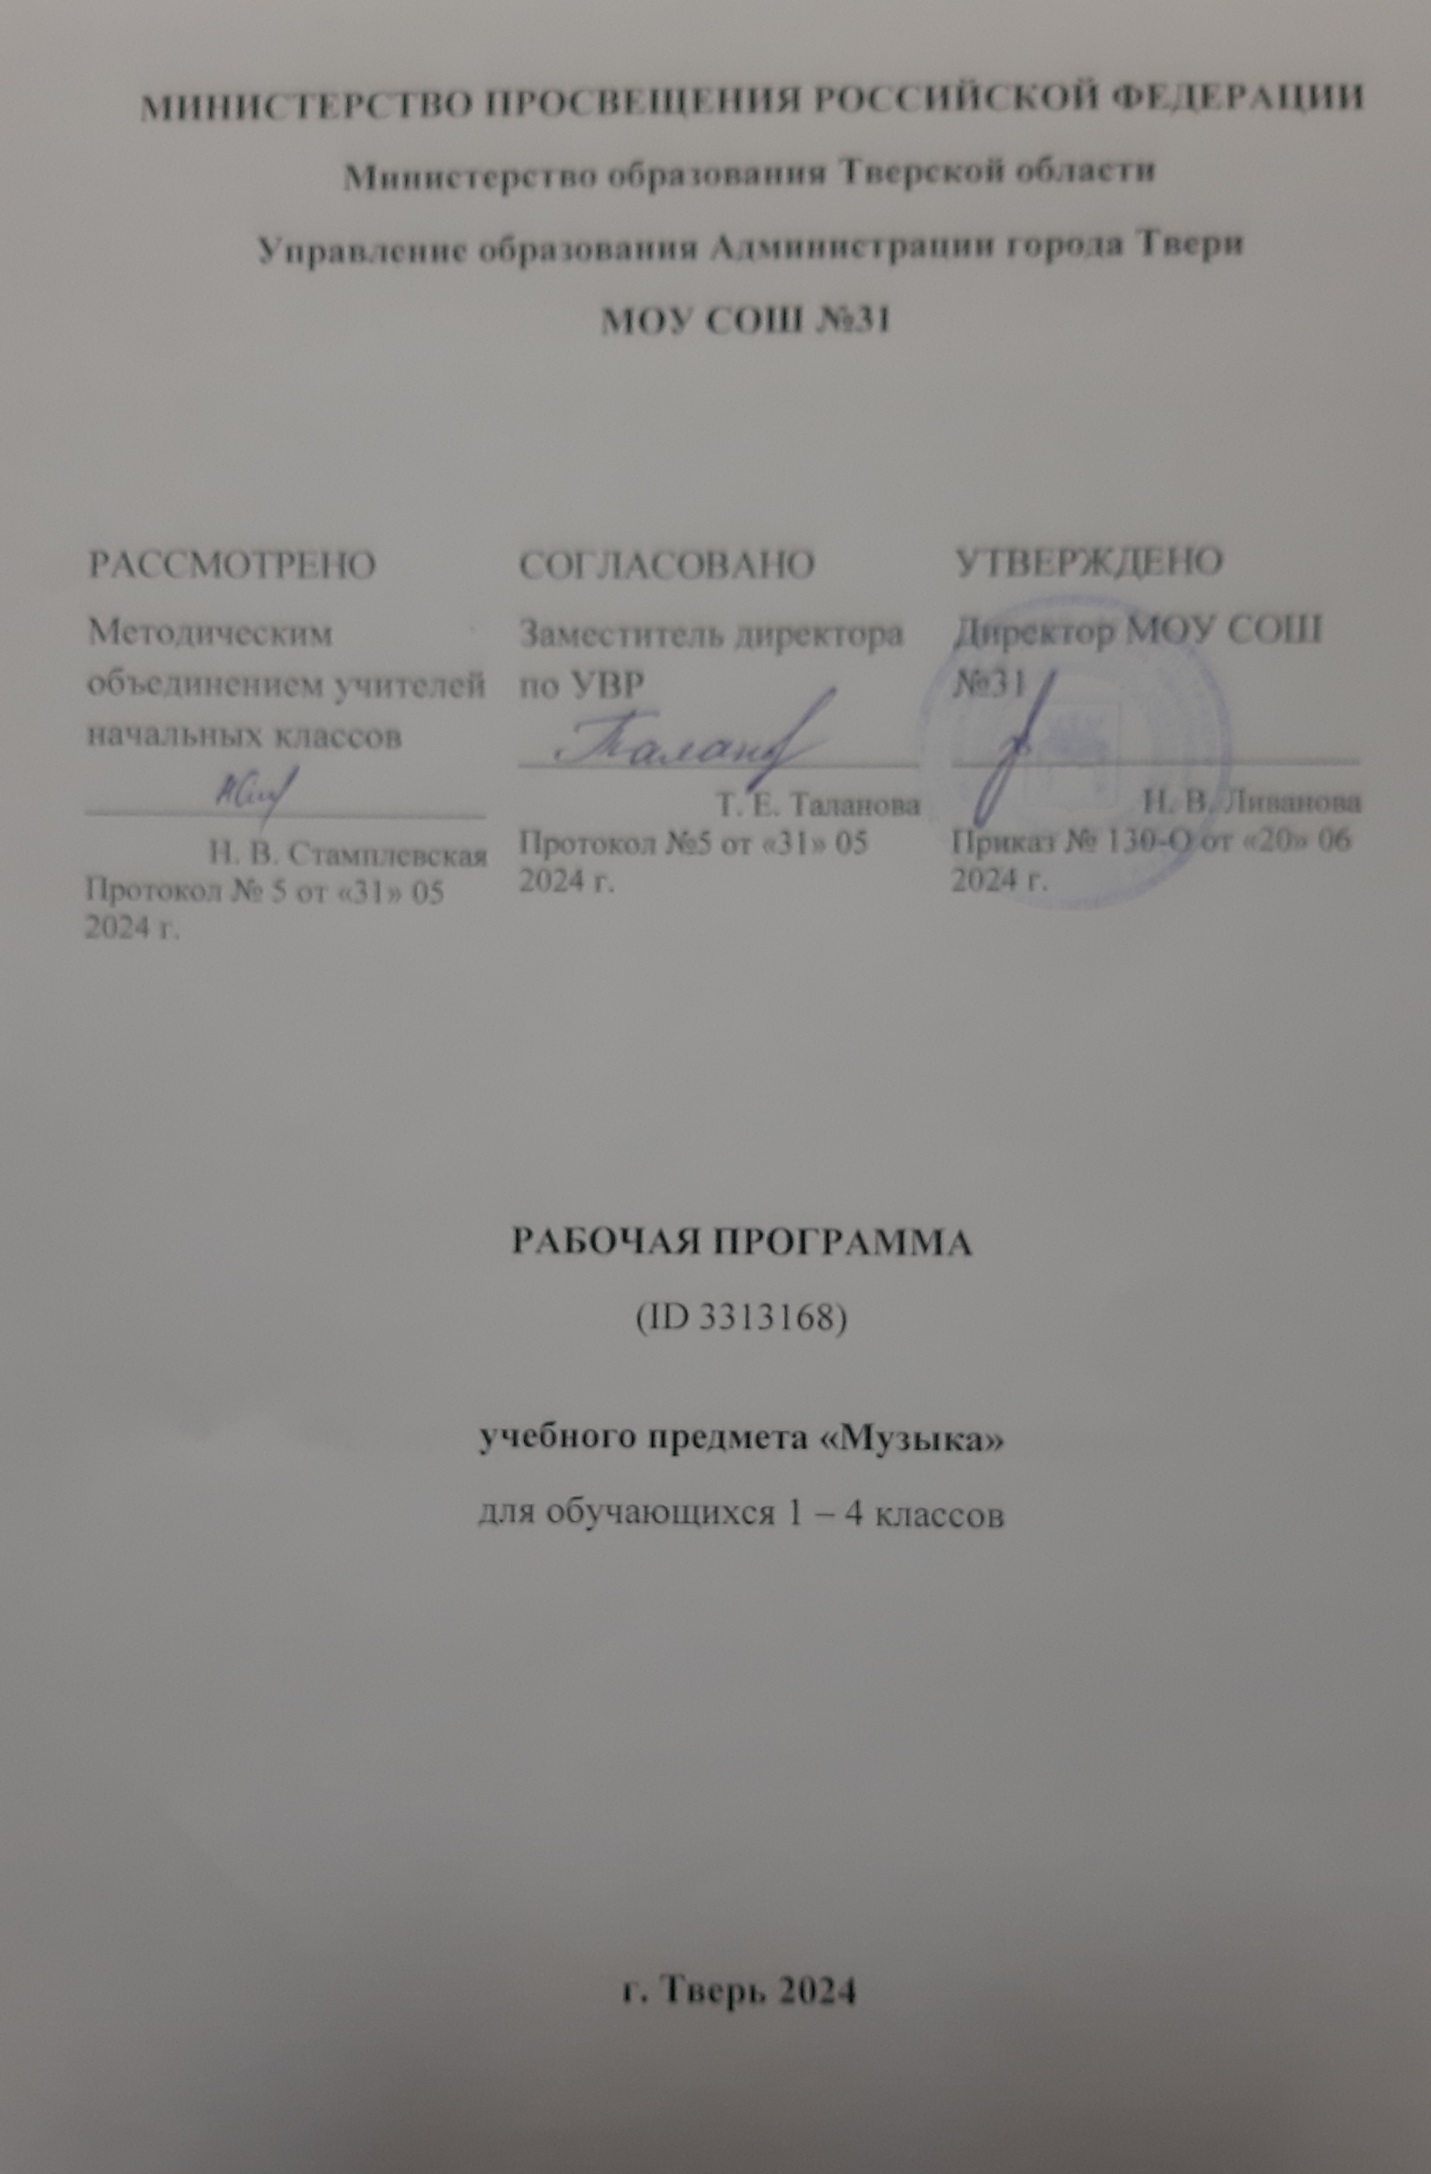 МИНИСТЕРСТВО ПРОСВЕЩЕНИЯ РОССИЙСКОЙ ФЕДЕРАЦИИ
Министерство образования Тверской области
Управление образования Администрации города Твери
МОУ СОШ №31
РАССМОТРЕНО
Методическим
объединением учителей
начальных классов
Н. В. Стамплевская
Протокол № 5 от «31» 05
2024 г.
СОГЛАСОВАНО
Заместитель директора
по УВР
Т. Е. Таланова
Протокол №5 от «31» 05
2024 г.
УТВЕРЖДЕНО
Директор МОУ СОШ
№31
Н. В. Ливанова
Приказ № 130-О от «20» 06
2024 г.
РАБОЧАЯ ПРОГРАММА
(ID 3313168)
учебного предмета «Музыка»
для обучающихся 1 – 4 классов
г. Тверь 2024